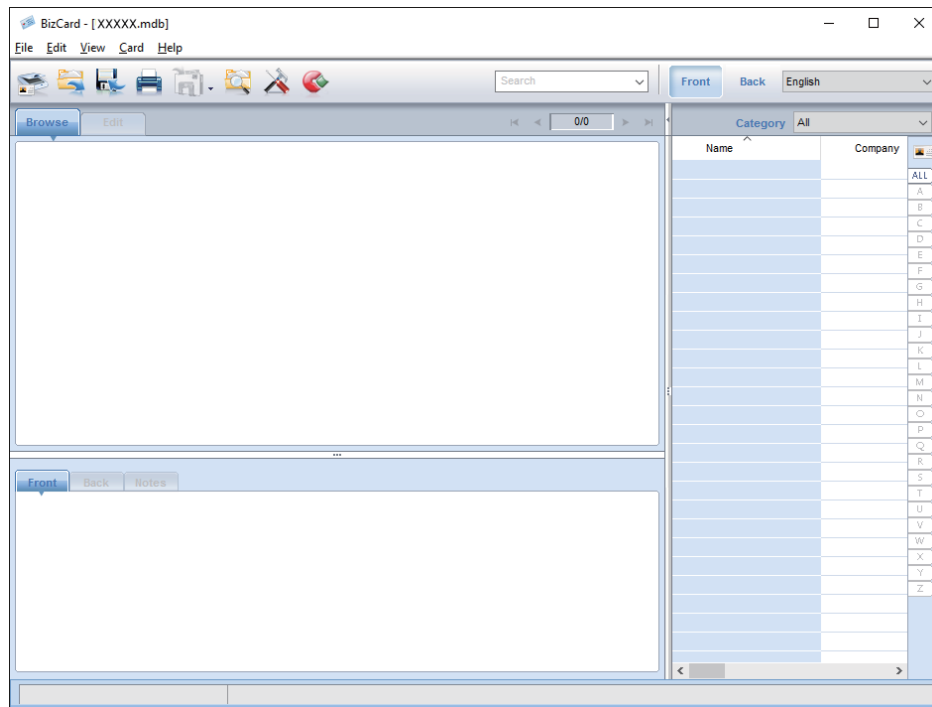 BizCard - [ XXXXX.mdb]
File Edit View Card Help
Search
Front Back English
Browse Edit 0/0 Category All
Name Company
ALL
A
B
C
D
E
F
G
H
I
J
K
L
M
N
O
P
Q
R
S
T
U
V
W
X
Y
Z
Front Back Notes